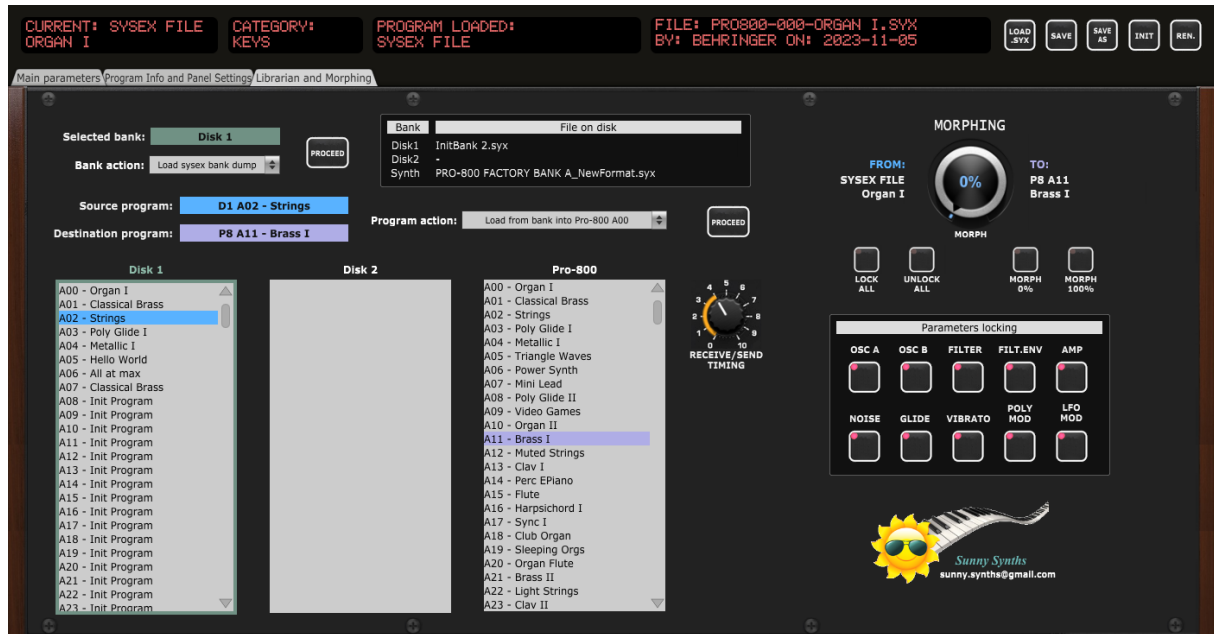 CURRENT: SYSEX FILE
ORGAN I
CATEGORY:
KEYS
PROGRAM LOADED:
SYSEX FILE
FILE: PRO800-000-ORGAN I.SYX
BY: BEHRINGER ON: 2023-11-05
LOAD
.SYX
SAVE
SAVE
AS
INIT
REN.
Main parameters
Program Info and Panel Settings
Librarian and Morphing
Selected bank: Disk 1
Bank action: Load sysex bank dump
PROCEED
Source program: D1 A02 - Strings
Destination program: P8 A11 - Brass I
Bank File on disk
Disk1 InitBank 2.syx
Disk2 -
Synth PRO-800 FACTORY BANK A_NewFormat.syx
Program action: Load from bank into Pro-800 A00
PROCEED
Disk 1
A00 - Organ I
A01 - Classical Brass
A02 - Strings
A03 - Poly Glide I
A04 - Metallic I
A05 - Hello World
A06 - All at max
A07 - Classical Brass
A08 - Init Program
A09 - Init Program
A10 - Init Program
A11 - Init Program
A12 - Init Program
A13 - Init Program
A14 - Init Program
A15 - Init Program
A16 - Init Program
A17 - Init Program
A18 - Init Program
A19 - Init Program
A20 - Init Program
A21 - Init Program
A22 - Init Program
A23 - Init Program
Disk 2
Pro-800
A00 - Organ I
A01 - Classical Brass
A02 - Strings
A03 - Poly Glide I
A04 - Metallic I
A05 - Triangle Waves
A06 - Power Synth
A07 - Mini Lead
A08 - Poly Glide II
A09 - Video Games
A10 - Organ II
A11 - Brass I
A12 - Muted Strings
A13 - Clav I
A14 - Perc EPiano
A15 - Flute
A16 - Harpsichord I
A17 - Sync I
A18 - Club Organ
A19 - Sleeping Orgs
A20 - Organ Flute
A21 - Brass II
A22 - Light Strings
A23 - Clav II
0 1 2 3 4 5 6 7 8 9 10
RECEIVE/SEND
TIMING
MORPHING
FROM:
SYSEX FILE
Organ I
0%
MORPH
TO:
P8 A11
Brass I
LOCK
ALL
UNLOCK
ALL
MORPH
0%
MORPH
100%
Parameters locking
OSC A OSC B FILTER FILT.ENV AMP
NOISE GLIDE VIBRATO POLY
MOD LFO
MOD
Sunny Synths
sunny.synths@gmail.com